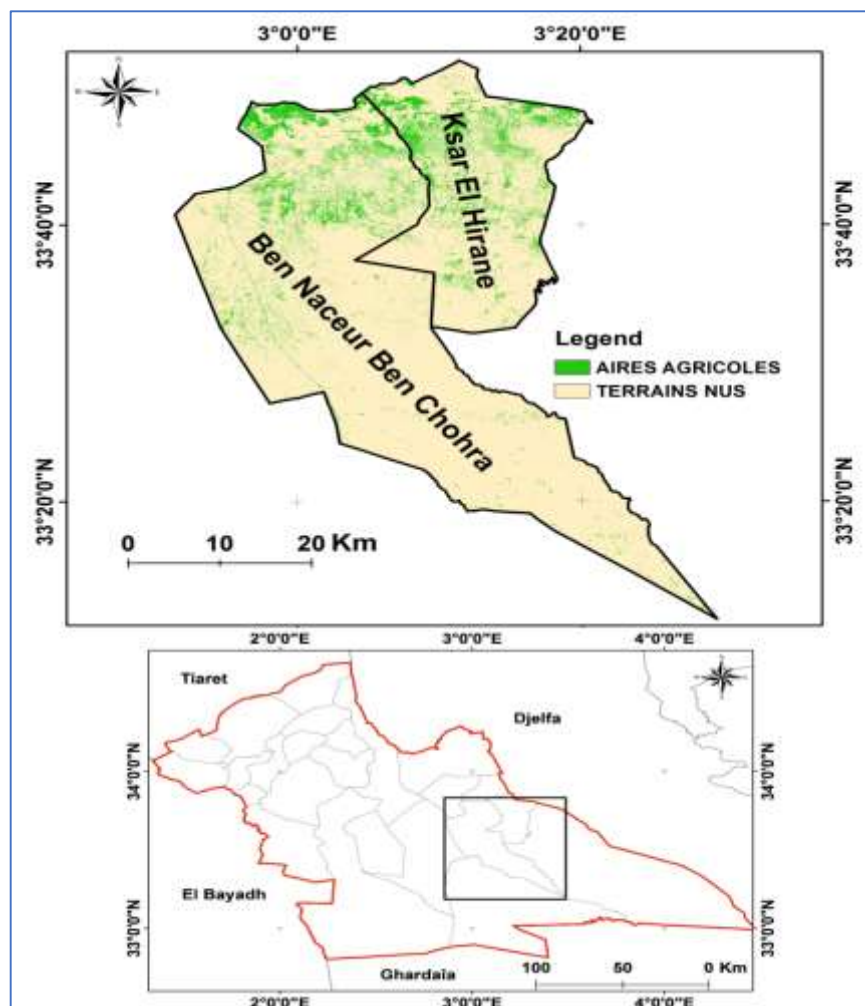 3°0'0"E 3°20'0"E
Ksar El Hirane
Ben Naceur Ben Chohra
33°40'0"N 33°40'0"N
Legend
AIRES AGRICOLES
TERRAINS NUS
33°20'0"N 33°20'0"N
0 10 20 Km
2°0'0"E 3°0'0"E 4°0'0"E
Tiaret
Djelfa
34°0'0"N 34°0'0"N
El Bayadh
33°0'0"N 33°0'0"N
100 50 0 Km
Ghardaïa
2°0'0"E 3°0'0"E 4°0'0"E